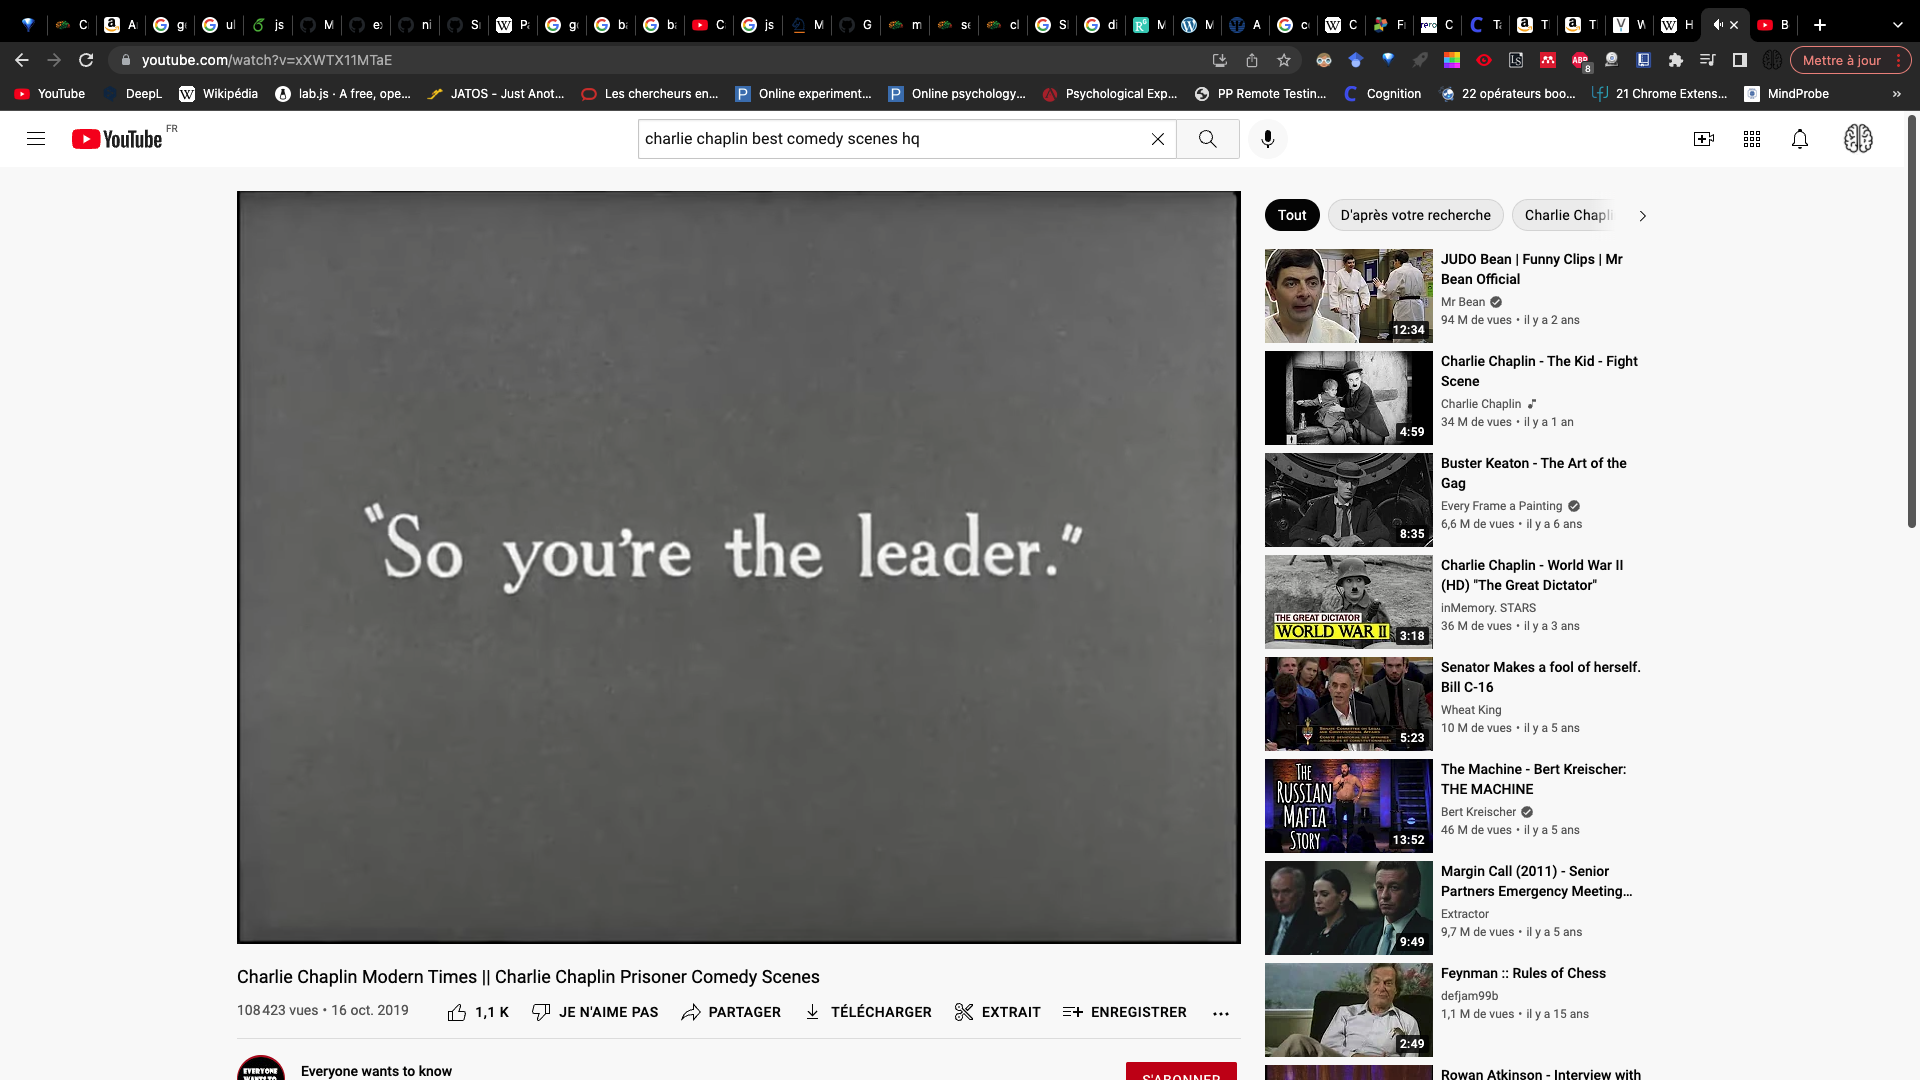 C
A
g
ul
js
M
e
ni
S
P
g
b
b
C
js
M
G
m
s
cl
S
di
M
M
A
c
C
F
C
T
T
T
V
H
B
youtube.com/watch?v=xXWTX11MTaE
8
Mettre à jour
YouTube
DeepL
Wikipédia
lab.js · A free, ope...
JATOS - Just Anot...
Les chercheurs en...
Online experiment...
Online psychology...
Psychological Exp...
PP Remote Testin...
Cognition
22 opérateurs boo...
21 Chrome Extens...
MindProbe
»
YouTube FR
charlie chaplin best comedy scenes hq
"So you're the leader."
Charlie Chaplin Modern Times || Charlie Chaplin Prisoner Comedy Scenes
108 423 vues • 16 oct. 2019
1,1 K
JE N'AIME PAS
PARTAGER
TÉLÉCHARGER
EXTRAIT
ENREGISTRER
EVERYONE
WANTS TO
Everyone wants to know
S'ABONNER
Tout
D'après votre recherche
Charlie Chapli
JUDO Bean | Funny Clips | Mr
Bean Official
Mr Bean
94 M de vues • il y a 2 ans
12:34
Charlie Chaplin - The Kid - Fight
Scene
Charlie Chaplin
34 M de vues • il y a 1 an
4:59
Buster Keaton - The Art of the
Gag
Every Frame a Painting
6,6 M de vues • il y a 6 ans
8:35
Charlie Chaplin - World War II
(HD) "The Great Dictator"
inMemory. STARS
36 M de vues • il y a 3 ans
THE GREAT DICTATOR
WORLD WAR II
3:18
Senator Makes a fool of herself.
Bill C-16
Wheat King
10 M de vues • il y a 5 ans
5:23
The Machine - Bert Kreischer:
THE MACHINE
Bert Kreischer
46 M de vues • il y a 5 ans
THE
RUSSIAN
MAFIA
STORY
13:52
Margin Call (2011) - Senior
Partners Emergency Meeting...
Extractor
9,7 M de vues • il y a 5 ans
9:49
Feynman :: Rules of Chess
defjam99b
1,1 M de vues • il y a 15 ans
2:49
Rowan Atkinson - Interview with